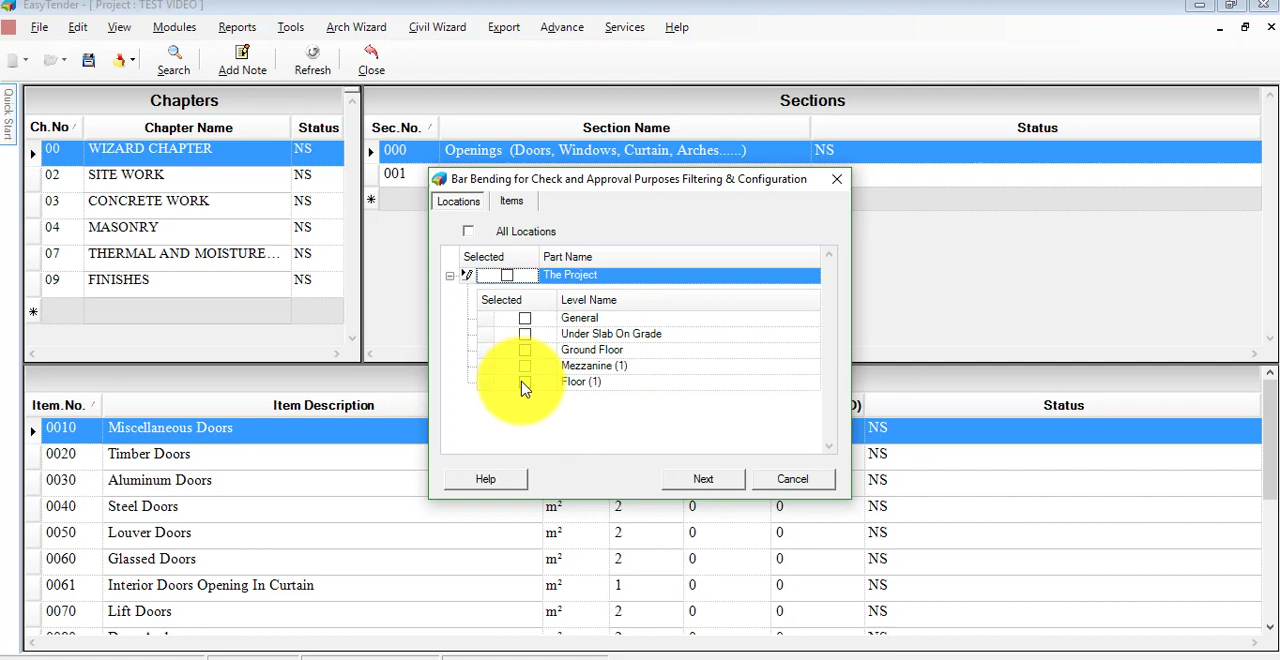 EasyTender - [ Project : TEST VIDEO ]
File Edit View Modules Reports Tools Arch Wizard Civil Wizard Export Advance Services Help
Search Add Note Refresh Close
Quick Start
Chapters
Ch.No Chapter Name Status
00 WIZARD CHAPTER NS
02 SITE WORK NS
03 CONCRETE WORK NS
04 MASONRY NS
07 THERMAL AND MOISTURE... NS
09 FINISHES NS
Sections
Sec.No. Section Name Status
000 Openings (Doors, Windows, Curtain, Arches......) NS
001
Bar Bending for Check and Approval Purposes Filtering & Configuration
Locations Items
All Locations
Selected Part Name
The Project
Selected Level Name
General
Under Slab On Grade
Ground Floor
Mezzanine (1)
Floor (1)
Help Next Cancel
Item.No. Item Description Status
0010 Miscellaneous Doors NS
0020 Timber Doors NS
0030 Aluminum Doors NS
0040 Steel Doors m² 2 0 0 NS
0050 Louver Doors m² 2 0 0 NS
0060 Glassed Doors m² 2 0 0 NS
0061 Interior Doors Opening In Curtain m² 1 0 0 NS
0070 Lift Doors m² 2 0 0 NS